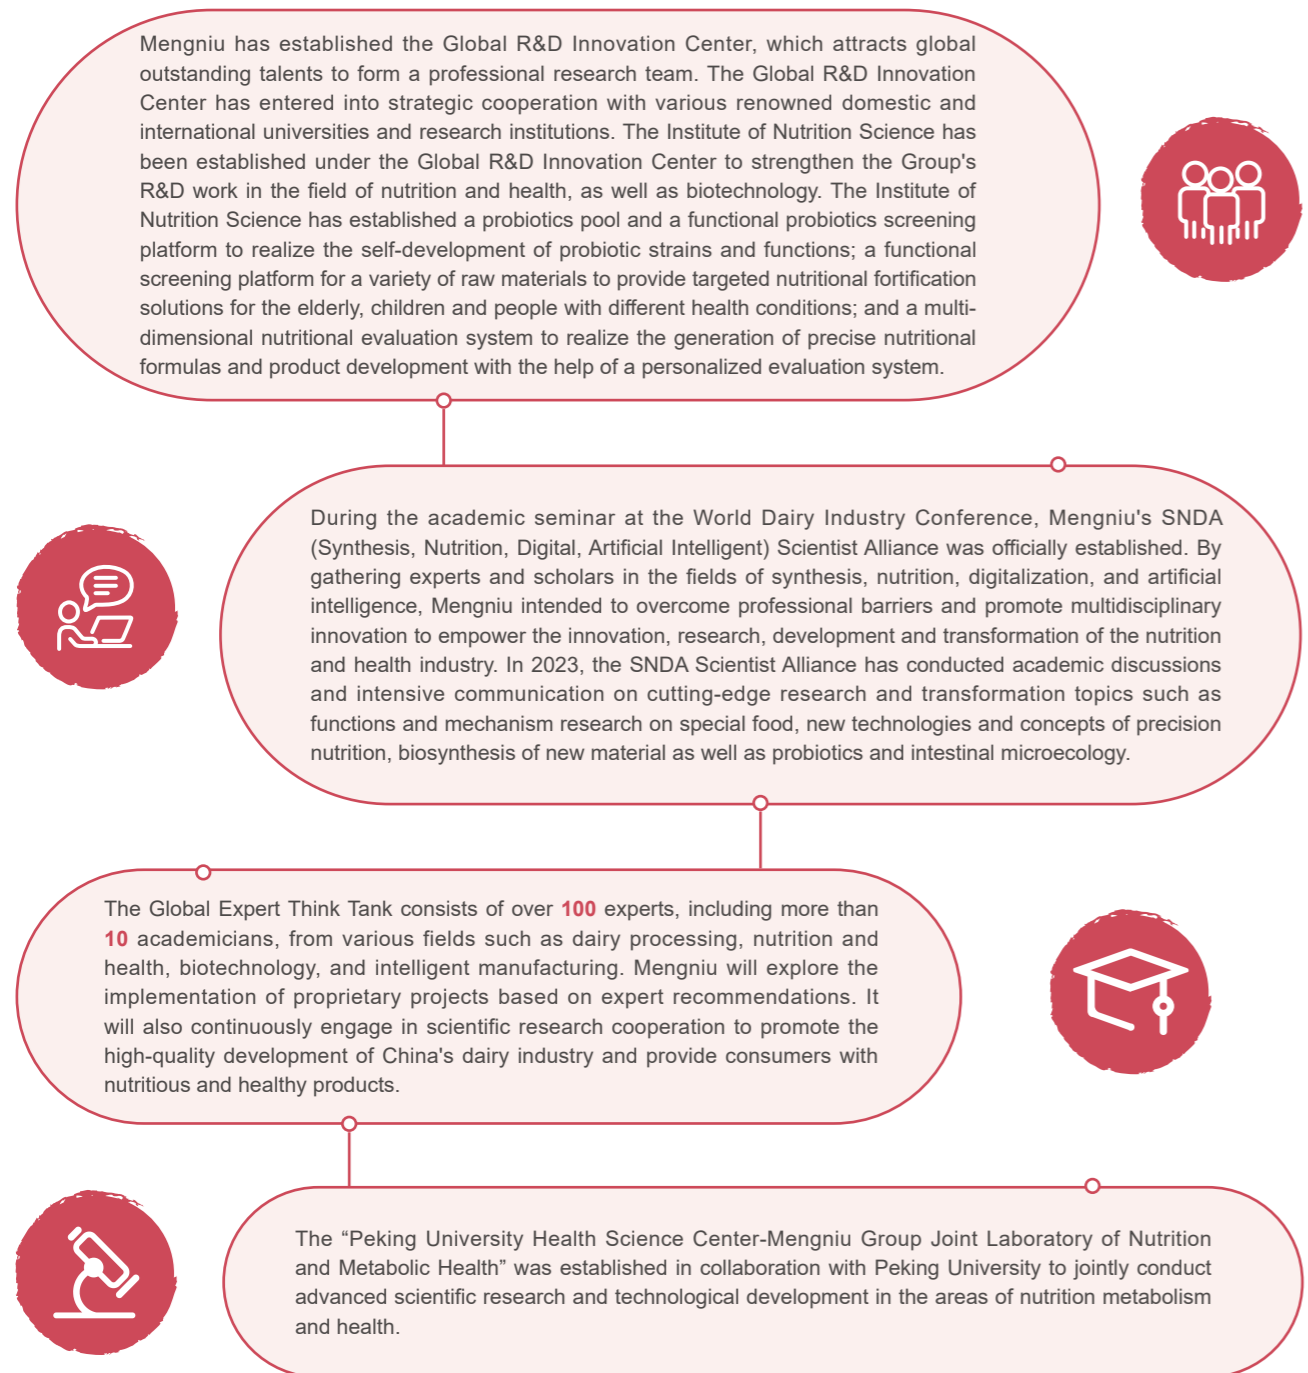 Mengniu has established the Global R&D Innovation Center, which attracts global
outstanding talents to form a professional research team. The Global R&D Innovation
Center has entered into strategic cooperation with various renowned domestic and
international universities and research institutions. The Institute of Nutrition Science has
been established under the Global R&D Innovation Center to strengthen the Group's
R&D work in the field of nutrition and health, as well as biotechnology. The Institute of
Nutrition Science has established a probiotics pool and a functional probiotics screening
platform to realize the self-development of probiotic strains and functions; a functional
screening platform for a variety of raw materials to provide targeted nutritional fortification
solutions for the elderly, children and people with different health conditions; and a multi-
dimensional nutritional evaluation system to realize the generation of precise nutritional
formulas and product development with the help of a personalized evaluation system.
During the academic seminar at the World Dairy Industry Conference, Mengniu's SNDA
(Synthesis, Nutrition, Digital, Artificial Intelligent) Scientist Alliance was officially established. By
gathering experts and scholars in the fields of synthesis, nutrition, digitalization, and artificial
intelligence, Mengniu intended to overcome professional barriers and promote multidisciplinary
innovation to empower the innovation, research, development and transformation of the nutrition
and health industry. In 2023, the SNDA Scientist Alliance has conducted academic discussions
and intensive communication on cutting-edge research and transformation topics such as
functions and mechanism research on special food, new technologies and concepts of precision
nutrition, biosynthesis of new material as well as probiotics and intestinal microecology.
The Global Expert Think Tank consists of over 100 experts, including more than
10 academicians, from various fields such as dairy processing, nutrition and
health, biotechnology, and intelligent manufacturing. Mengniu will explore the
implementation of proprietary projects based on expert recommendations. It
will also continuously engage in scientific research cooperation to promote the
high-quality development of China's dairy industry and provide consumers with
nutritious and healthy products.
The “Peking University Health Science Center-Mengniu Group Joint Laboratory of Nutrition
and Metabolic Health” was established in collaboration with Peking University to jointly conduct
advanced scientific research and technological development in the areas of nutrition metabolism
and health.